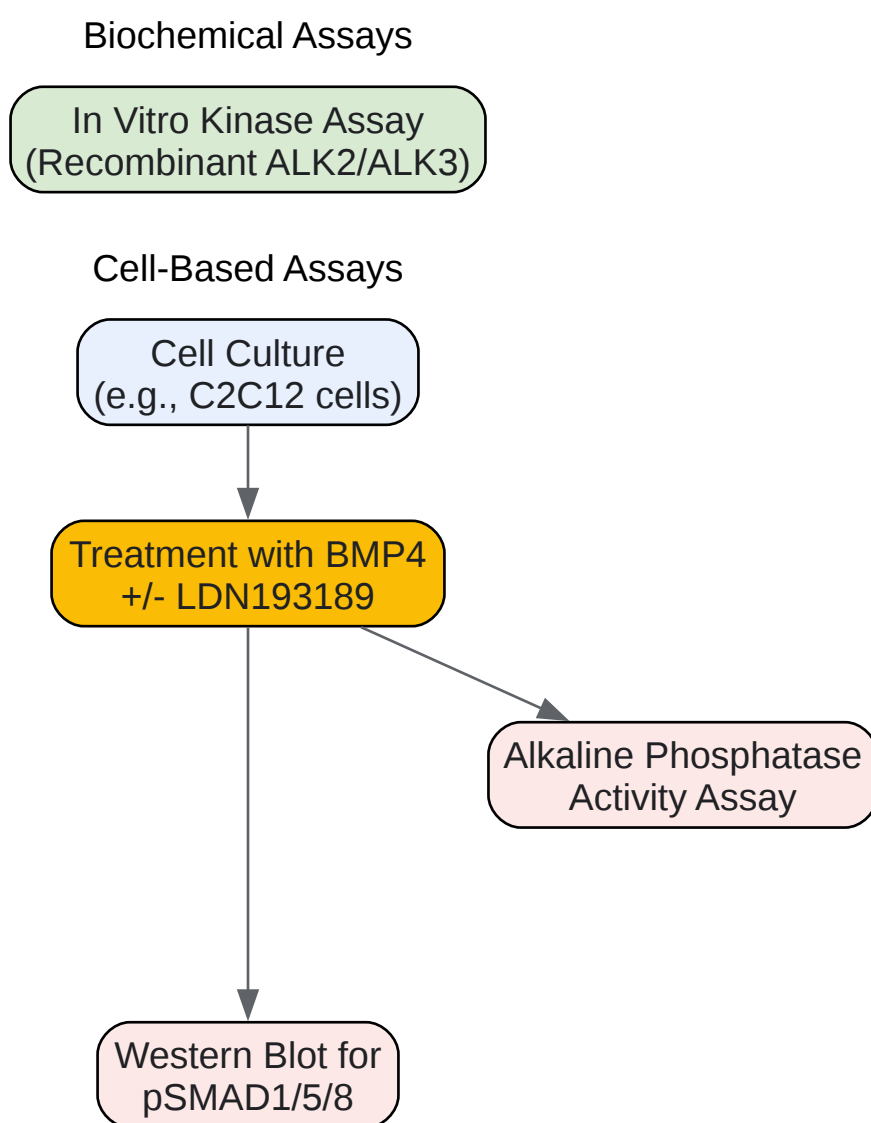 Biochemical Assays
In Vitro Kinase Assay
(Recombinant ALK2/ALK3)
Cell-Based Assays
Cell Culture
(e.g., C2C12 cells)
Treatment with BMP4
+/- LDN193189
Alkaline Phosphatase
Activity Assay
Western Blot for
pSMAD1/5/8